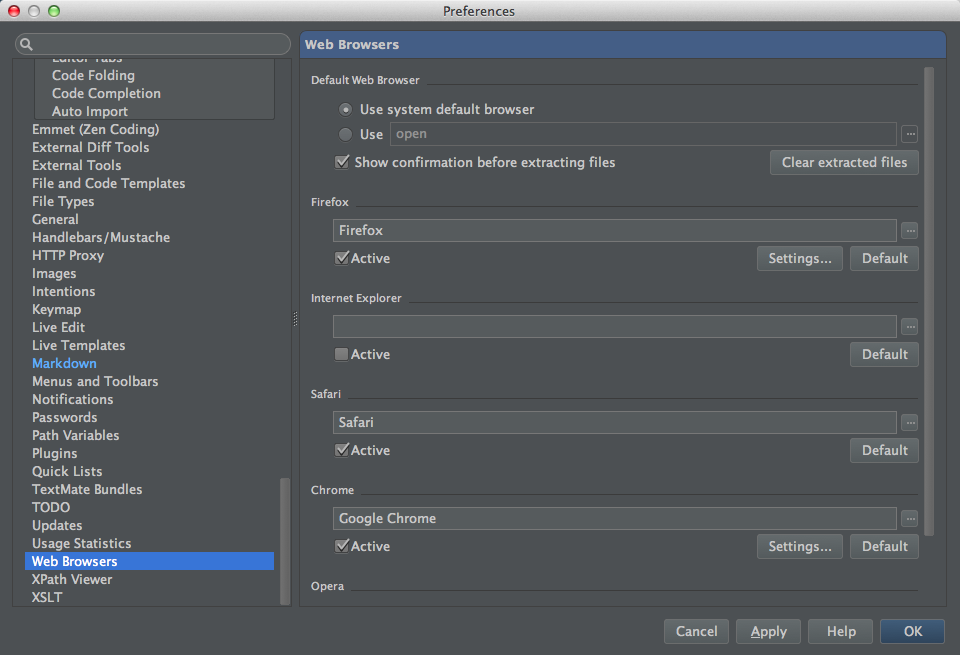 Preferences
Editor Tabs
Code Folding
Code Completion
Auto Import
Emmet (Zen Coding)
External Diff Tools
External Tools
File and Code Templates
File Types
General
Handlebars/Mustache
HTTP Proxy
Images
Intentions
Keymap
Live Edit
Live Templates
Markdown
Menus and Toolbars
Notifications
Passwords
Path Variables
Plugins
Quick Lists
TextMate Bundles
TODO
Updates
Usage Statistics
Web Browsers
XPath Viewer
XSLT
Web Browsers
Default Web Browser
Use system default browser
Use open ...
Show confirmation before extracting files Clear extracted files
Firefox
Firefox ...
Active Settings... Default
Internet Explorer
...
Active Default
Safari
Safari ...
Active Default
Chrome
Google Chrome ...
Active Settings... Default
Opera
Cancel Apply Help OK